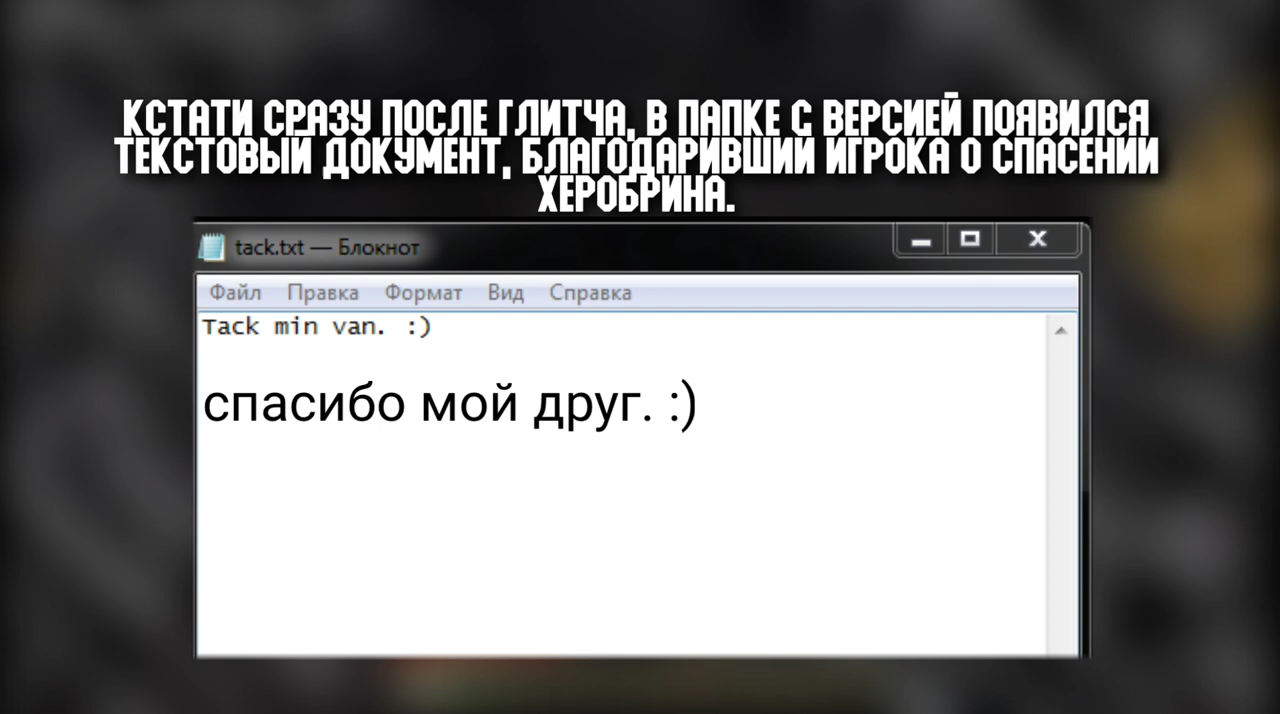 КСТАТИ СРАЗУ ПОСЛЕ ГЛИТЧА, В ПАПКЕ С ВЕРСИЕЙ ПОЯВИЛСЯ
ТЕКСТОВЫЙ ДОКУМЕНТ, БЛАГОДАРИВШИЙ ИГРОКА О СПАСЕНИИ
ХЕРОБРИНА.
tack.txt — Блокнот
Файл Правка Формат Вид Справка
Tack min van. :)
спасибо мой друг. :)